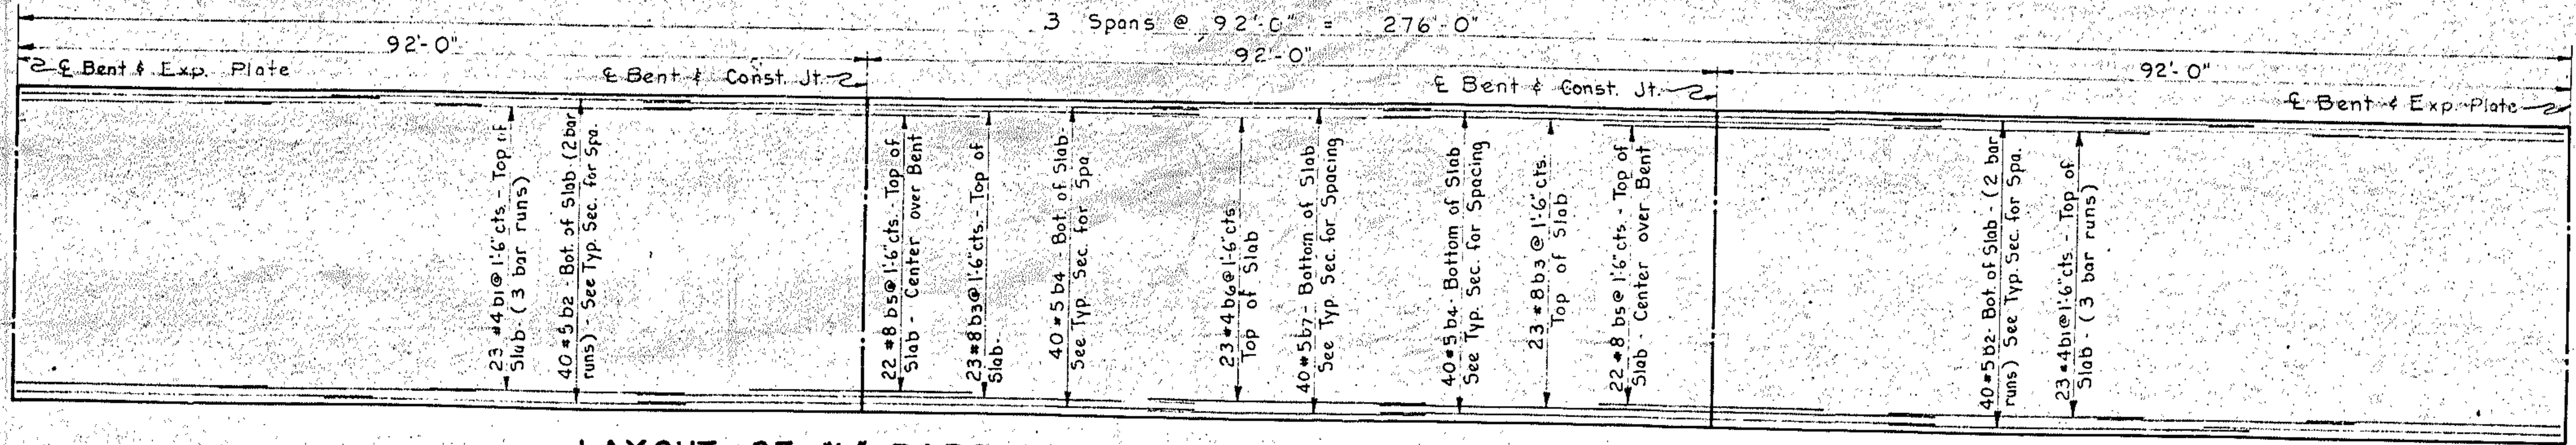 3 Spans @ 92'-0" = 276'-0"
92'-0"
92'-0"
92'-0"
℄ Bent & Exp. Plate
℄ Bent & Const. Jt.
℄ Bent & Const. Jt.
℄ Bent & Exp. Plate
23 #4 b1 @ 1'-6" cts. - Top of
Slab - (3 bar runs)
40 #5 b2 - Bot. of Slab (2 bar
runs) - See Typ. Sec. for Spa.
22 #8 b5 @ 1'-6" cts. - Top of
Slab - Center over Bent
23 #8 b3 @ 1'-6" cts. - Top of
Slab -
40 #5 b4 - Bot. of Slab -
See Typ. Sec. for Spa.
23 #4 b6 @ 1'-6" cts.
Top of Slab
40 #5 b7 - Bottom of Slab
See Typ. Sec. for Spacing
40 #5 b4 - Bottom of Slab
See Typ. Sec. for Spacing
23 #8 b3 @ 1'-6" cts.
Top of Slab
22 #8 b5 @ 1'-6" cts. - Top of
Slab - Center over Bent
40 #5 b2 - Bot. of Slab - (2 bar
runs) See Typ. Sec. for Spa.
23 #4 b1 @ 1'-6" cts. - Top of
Slab - (3 bar runs)
LAYOUT OF "b" BARS